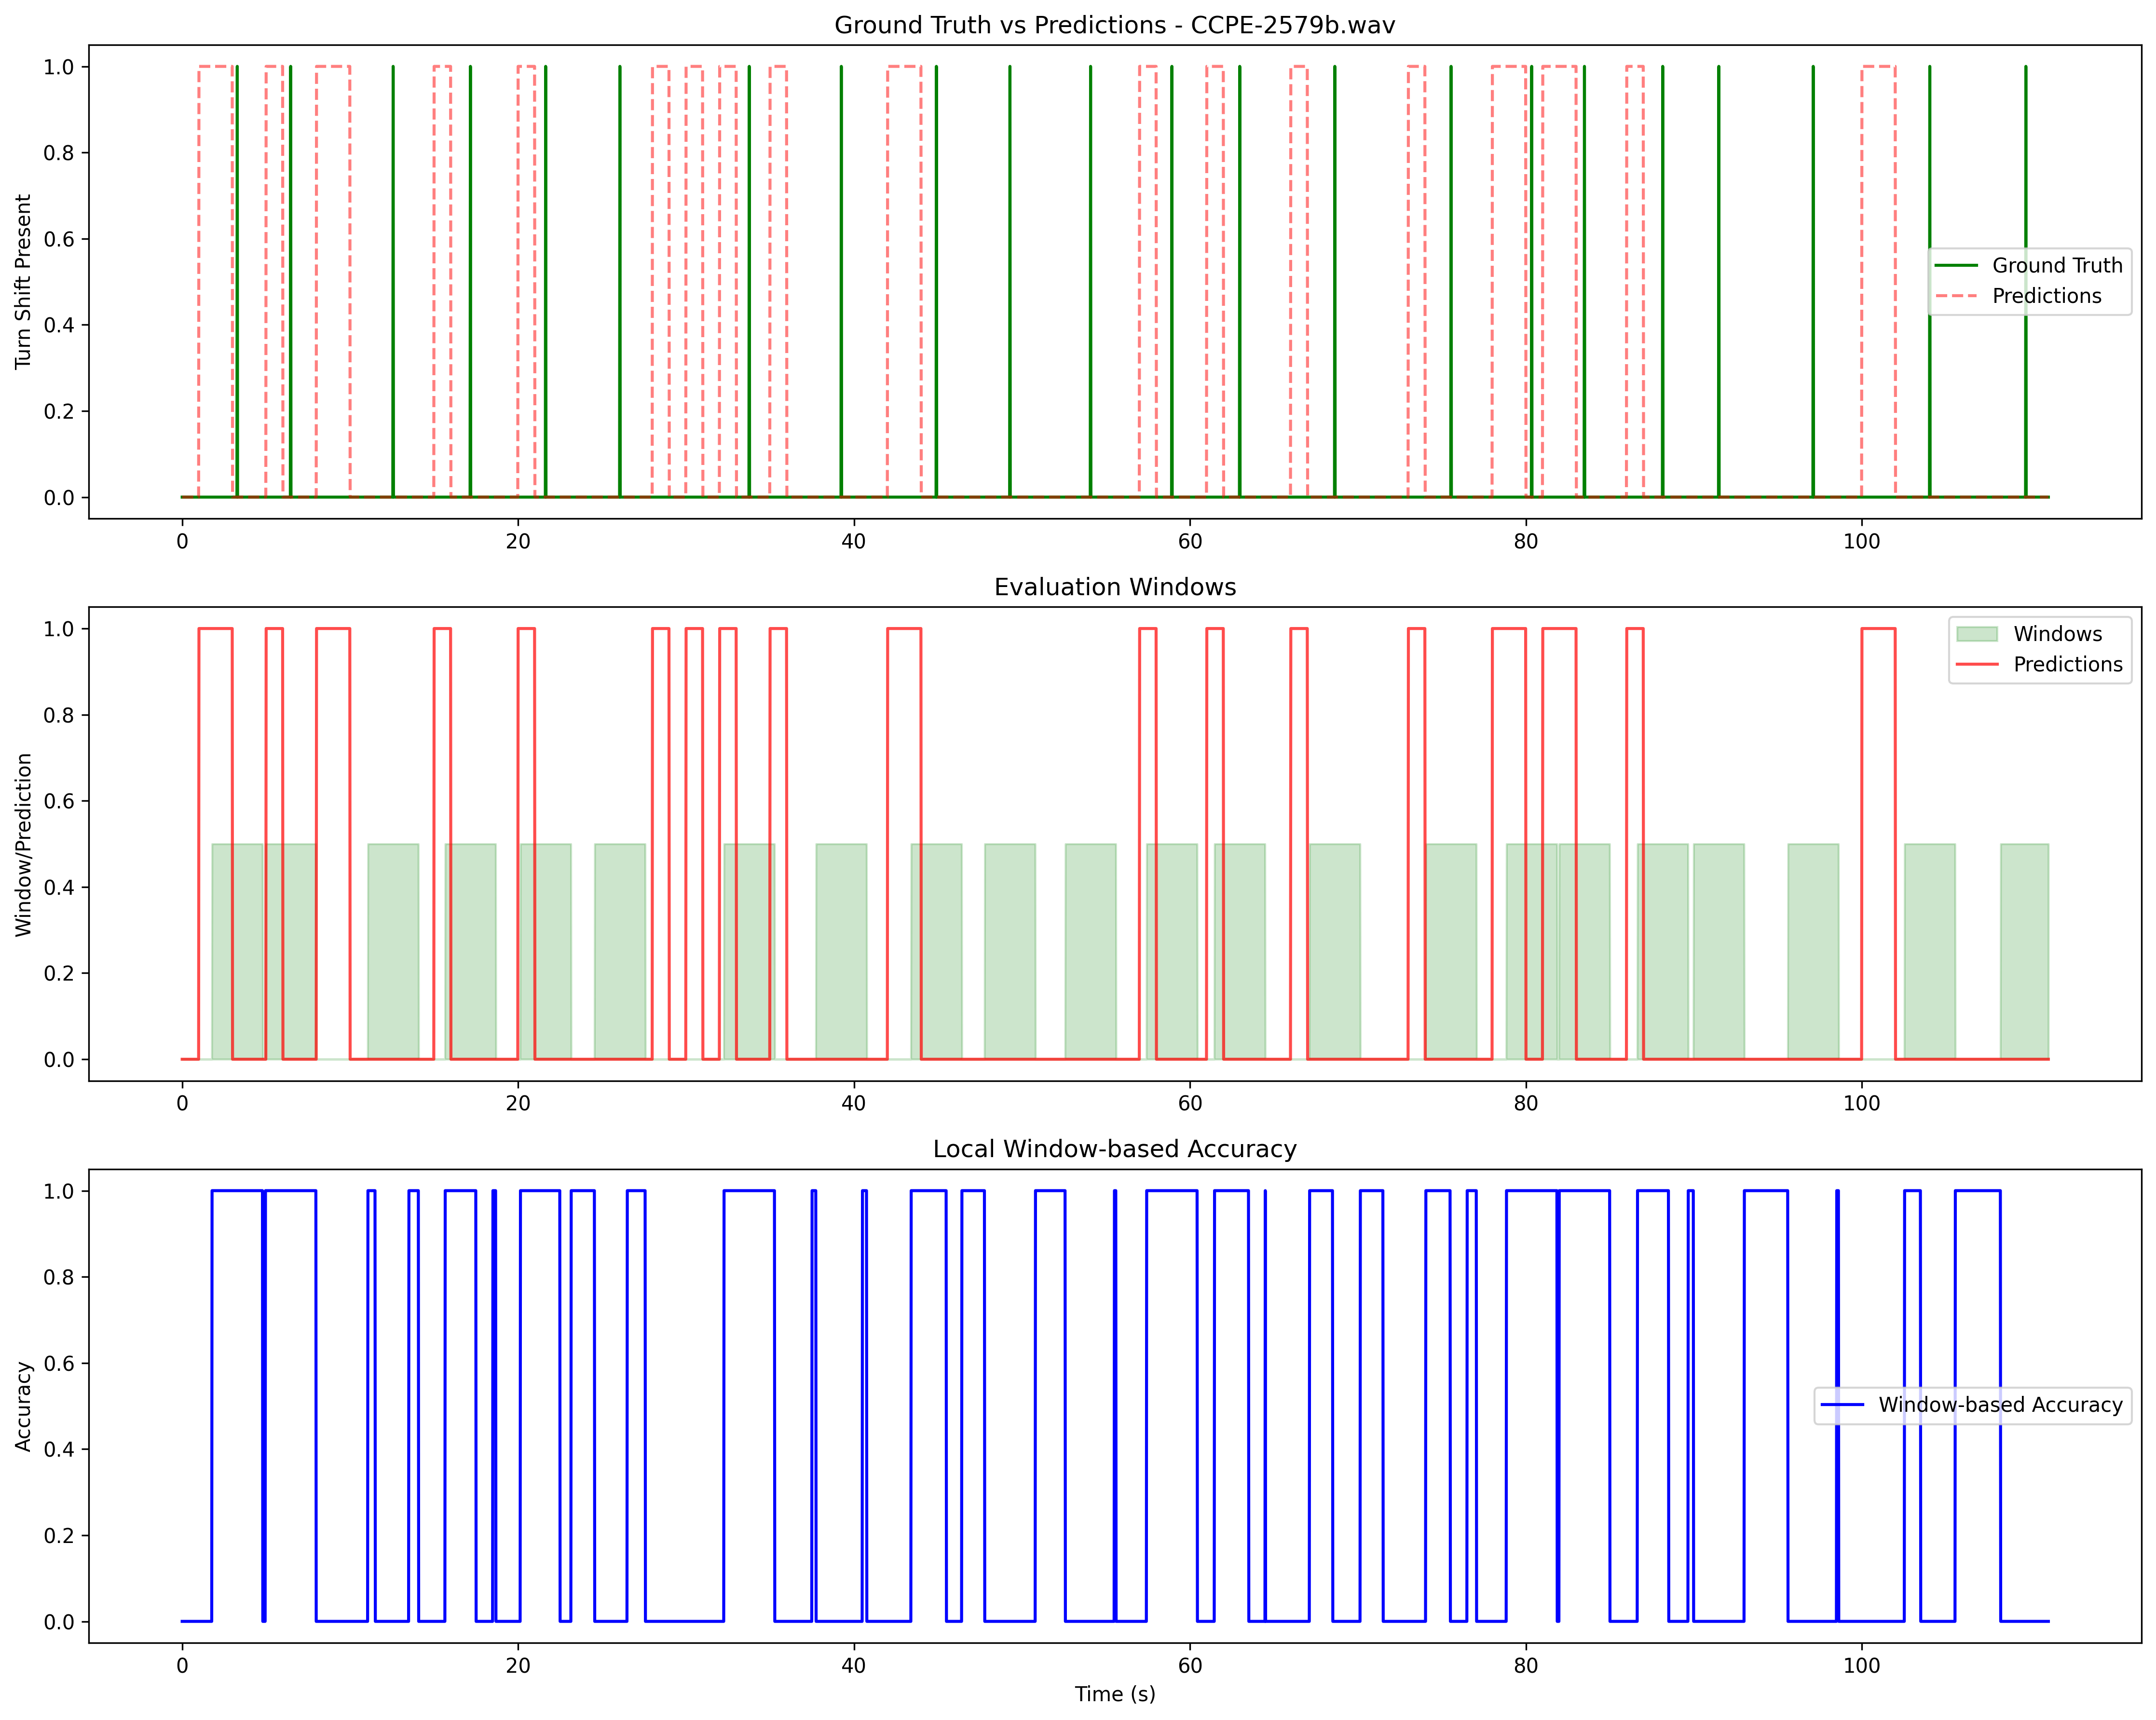 Ground Truth vs Predictions - CCPE-2579b.wav
Turn Shift Present
1.0
0.8
0.6
0.4
0.2
0.0
Ground Truth
Predictions
0 20 40 60 80 100
Evaluation Windows
Window/Prediction
1.0
0.8
0.6
0.4
0.2
0.0
Windows
Predictions
0 20 40 60 80 100
Local Window-based Accuracy
Accuracy
1.0
0.8
0.6
0.4
0.2
0.0
Window-based Accuracy
0 20 40 60 80 100
Time (s)